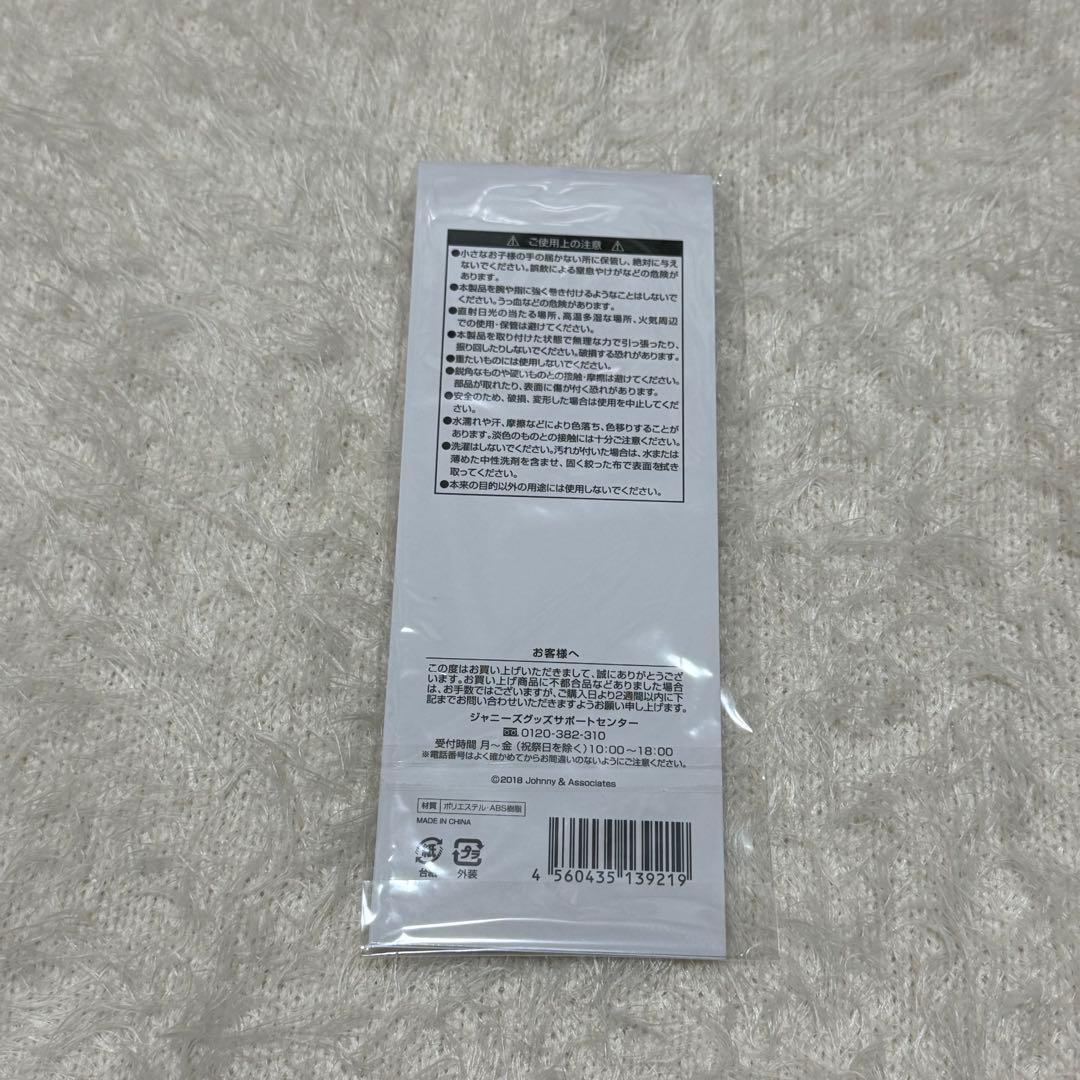 ⚠ ご使用上の注意 ⚠
●小さなお子様の手の届かない所に保管し、絶対に与え
ないでください。誤飲による窒息やけがなどの危険が
あります。
●本製品を腕や指に強く巻き付けるようなことはしないで
ください。うっ血などの危険があります。
●直射日光の当たる場所、高温多湿な場所、火気周辺
での使用・保管は避けてください。
●本製品を取り付けた状態で無理な力で引っ張ったり、
振り回したりしないでください。破損する恐れがあります。
●重たいものには使用しないでください。
●鋭角なものや硬いものとの接触・摩擦は避けてください。
部品が取れたり、表面に傷が付く恐れがあります。
●安全のため、破損、変形した場合は使用を中止してくだ
さい。
●水濡れや汗、摩擦などにより色落ち、色移りすることが
あります。淡色のものとの接触には十分ご注意ください。
●洗濯はしないでください。汚れが付いた場合は、水または
薄めた中性洗剤を含ませ、固く絞った布で表面を拭き
取ってください。
●本来の目的以外の用途には使用しないでください。
お客様へ
この度はお買い上げいただきまして、誠にありがとうござ
います。お買い上げ商品に不都合品などありました場合
は、お手数ではございますが、ご購入日より2週間以内に下
記までお問い合わせいただきますようお願い申し上げます。
ジャニーズグッズサポートセンター
0120-382-310
受付時間 月～金（祝祭日を除く）10:00～18:00
※電話番号はよく確かめてからお間違いのないようにご注意ください。
©2018 Johnny & Associates
材質 ポリエステル・ABS樹脂
MADE IN CHINA
紙 プラ
台紙 外装
4 560435 139219